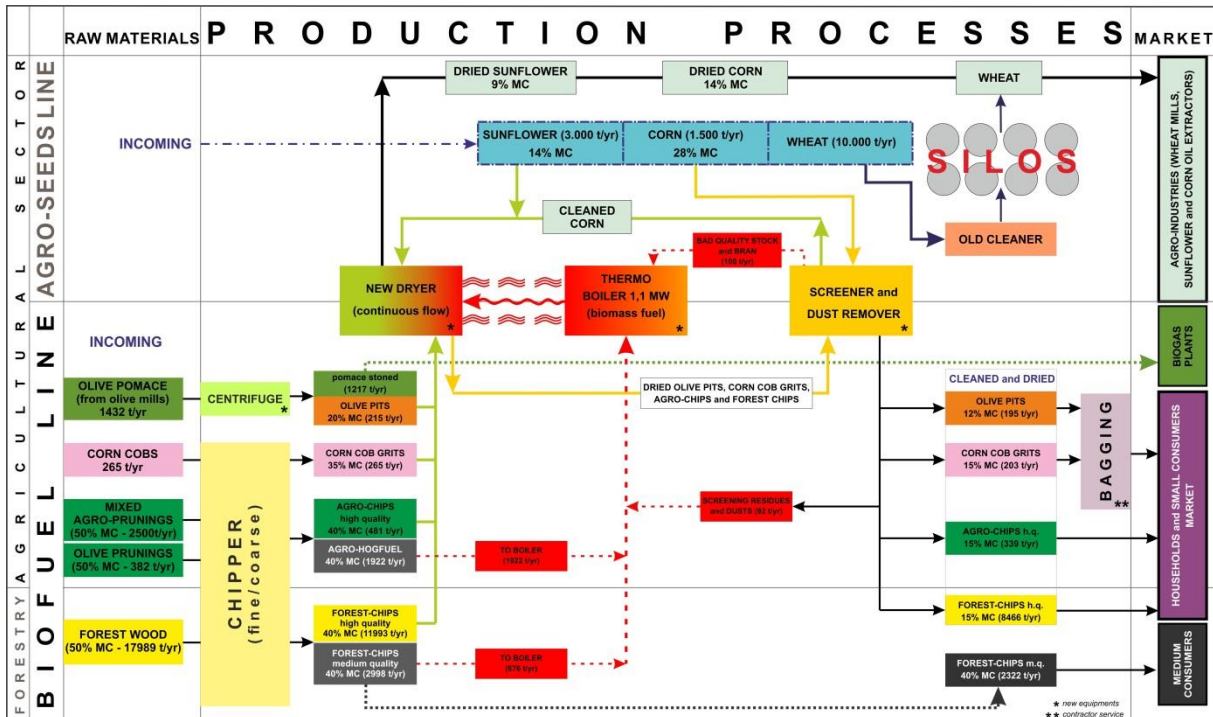 RAW MATERIALS
PRODUCTION PROCESSES
MARKET
AGRICULTURAL SECTOR
FORESTRY
AGRO-SEEDS LINE
BIOFUEL LINE
DRIED SUNFLOWER
9% MC
DRIED CORN
14% MC
WHEAT
AGRO-INDUSTRIES (WHEAT MILLS,
SUNFLOWER and CORN OIL EXTRACTORS)
INCOMING
SUNFLOWER (3.000 t/yr)
14% MC
CORN (1.500 t/yr)
28% MC
WHEAT (10.000 t/yr)
SILOS
CLEANED
CORN
OLD CLEANER
BAD QUALITY STOCK
and BRAN
(100 t/yr)
NEW DRYER
(continuous flow)
*
THERMO
BOILER 1,1 MW
(biomass fuel)
*
SCREENER and
DUST REMOVER
*
INCOMING
BIOGAS
PLANTS
OLIVE POMACE
(from olive mills)
1432 t/yr
CENTRIFUGE
*
pomace stoned
(1217 t/yr)
OLIVE PITS
20% MC (215 t/yr)
DRIED OLIVE PITS, CORN COB GRITS,
AGRO-CHIPS and FOREST CHIPS
CLEANED and DRIED
OLIVE PITS
12% MC (195 t/yr)
CORN COBS
265 t/yr
CHIPPER
(fine/coarse)
CORN COB GRITS
35% MC (265 t/yr)
CORN COB GRITS
15% MC (203 t/yr)
BAGGING
**
HOUSEHOLDS and SMALL CONSUMERS
MARKET
MIXED
AGRO-PRUNINGS
(50% MC - 2500t/yr)
OLIVE PRUNINGS
(50% MC - 382 t/yr)
AGRO-CHIPS
high quality
40% MC (481 t/yr)
AGRO-HOGFUEL
40% MC (1922 t/yr)
TO BOILER
(1922 t/yr)
SCREENING RESIDUES
and DUSTS (92 t/yr)
AGRO-CHIPS h.q.
15% MC (339 t/yr)
FOREST WOOD
(50% MC - 17989 t/yr)
FOREST-CHIPS
high quality
40% MC (11993 t/yr)
FOREST-CHIPS
medium quality
40% MC (2998 t/yr)
TO BOILER
(676 t/yr)
FOREST-CHIPS h.q.
15% MC (8466 t/yr)
FOREST-CHIPS m.q.
40% MC (2322 t/yr)
MEDIUM
CONSUMERS
* new equipments
** contractor service